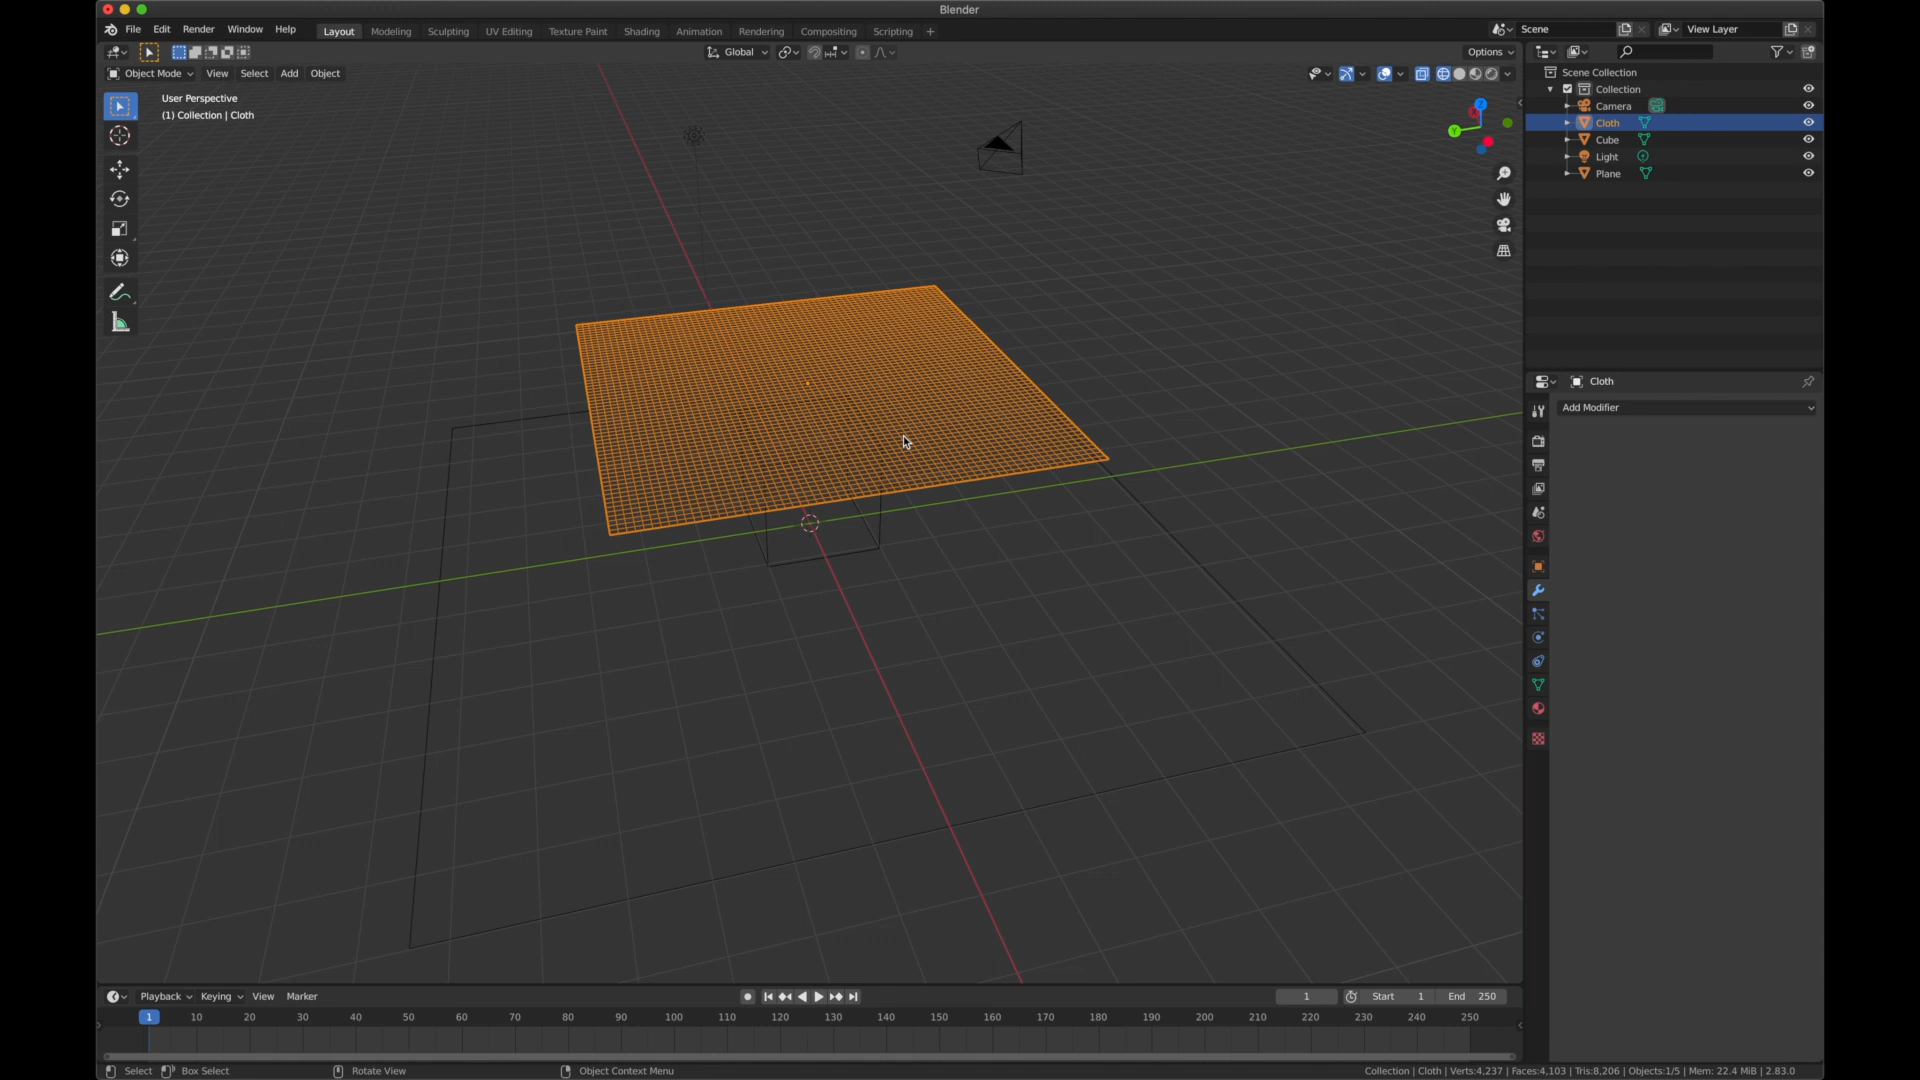 Blender
File Edit Render Window Help
Layout Modeling Sculpting UV Editing Texture Paint Shading Animation Rendering Compositing Scripting +
Scene
View Layer
Global
Options
Object Mode View Select Add Object
User Perspective
(1) Collection | Cloth
Z
Y
Scene Collection
Collection
Camera
Cloth
Cube
Light
Plane
Cloth
Add Modifier
Playback Keying View Marker
1
Start 1
End 250
1 10 20 30 40 50 60 70 80 90 100 110 120 130 140 150 160 170 180 190 200 210 220 230 240 250
Select
Box Select
Rotate View
Object Context Menu
Collection | Cloth | Verts:4,237 | Faces:4,103 | Tris:8,206 | Objects:1/5 | Mem: 22.4 MiB | 2.83.0